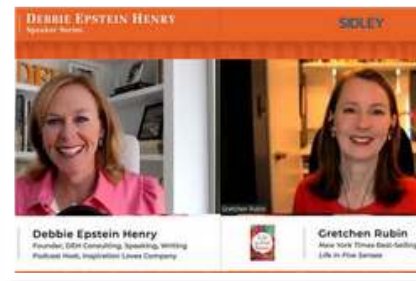 DEBBIE EPSTEIN HENRY
Speaker Series
SIDLEY
Gretchen Rubin
Debbie Epstein Henry
Founder, DEH Consulting, Speaking, Writing
Podcast Host, Inspiration Loves Company
Gretchen Rubin
New York Times Best-Selling
Life in Five Senses